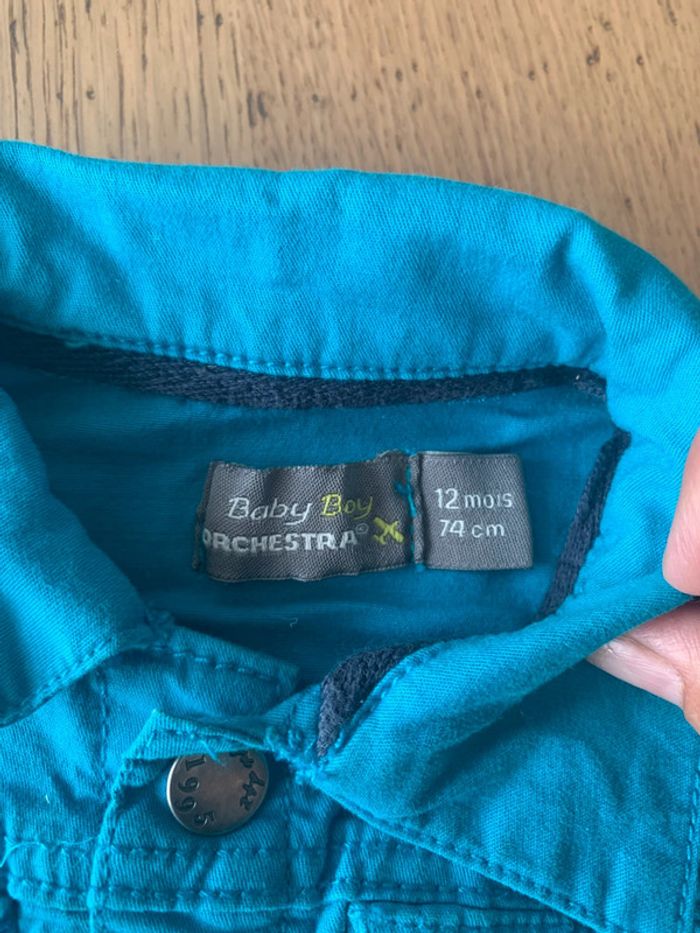 Baby Boy
ORCHESTRA®
12 mois
74 cm
1995